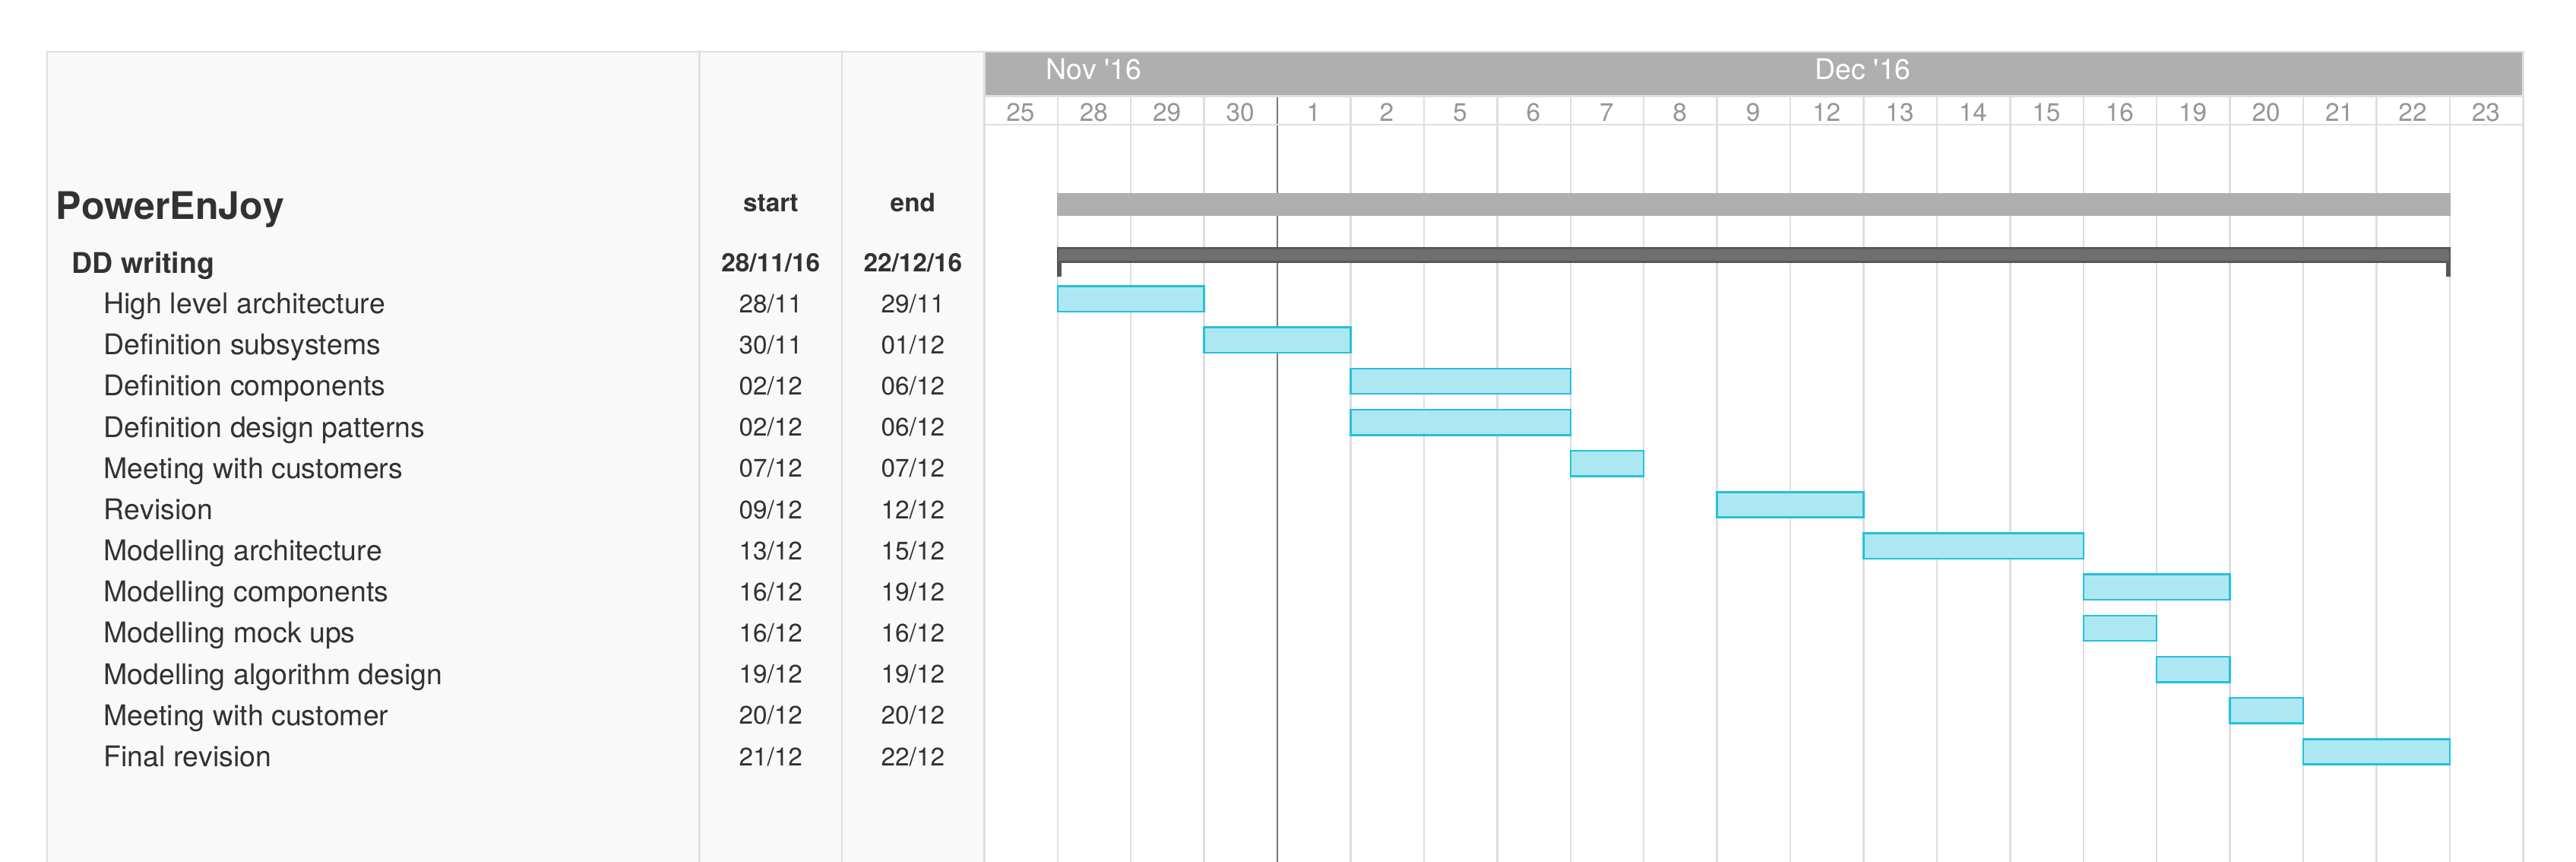 Nov '16 Dec '16
25 28 29 30 1 2 5 6 7 8 9 12 13 14 15 16 19 20 21 22 23
PowerEnJoy start end
DD writing 28/11/16 22/12/16
High level architecture 28/11 29/11
Definition subsystems 30/11 01/12
Definition components 02/12 06/12
Definition design patterns 02/12 06/12
Meeting with customers 07/12 07/12
Revision 09/12 12/12
Modelling architecture 13/12 15/12
Modelling components 16/12 19/12
Modelling mock ups 16/12 16/12
Modelling algorithm design 19/12 19/12
Meeting with customer 20/12 20/12
Final revision 21/12 22/12